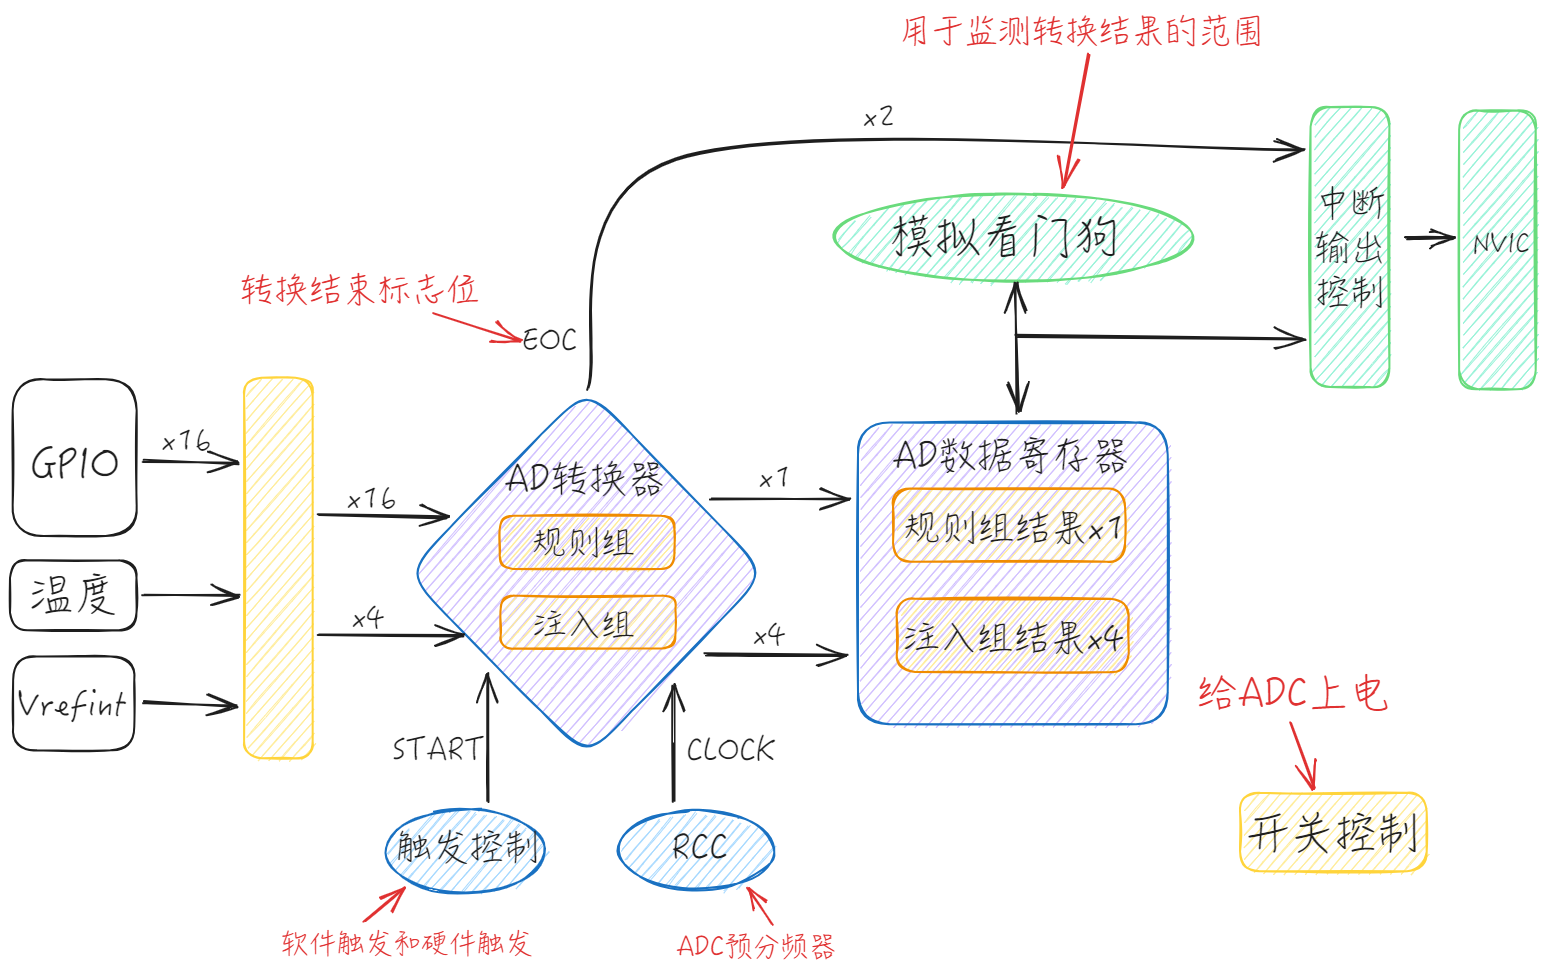 用于监测转换结果的范围
x2
模拟看门狗
中断
输出
控制
NVIC
转换结束标志位
EOC
GPIO
x16
温度
Vrefint
x16
x4
AD转换器
规则组
注入组
x1
x4
AD数据寄存器
规则组结果x1
注入组结果x4
START
CLOCK
触发控制
RCC
软件触发和硬件触发
ADC预分频器
给ADC上电
开关控制